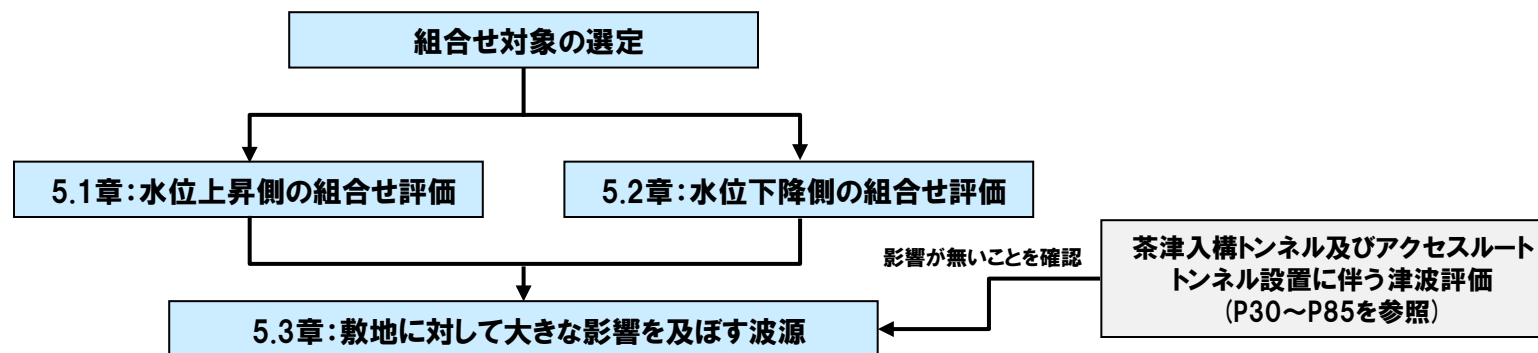 組合せ対象の選定
5.1章：水位上昇側の組合せ評価
5.2章：水位下降側の組合せ評価
影響が無いことを確認
茶津入構トンネル及びアクセスルート
トンネル設置に伴う津波評価
（P30～P85を参照）
5.3章：敷地に対して大きな影響を及ぼす波源